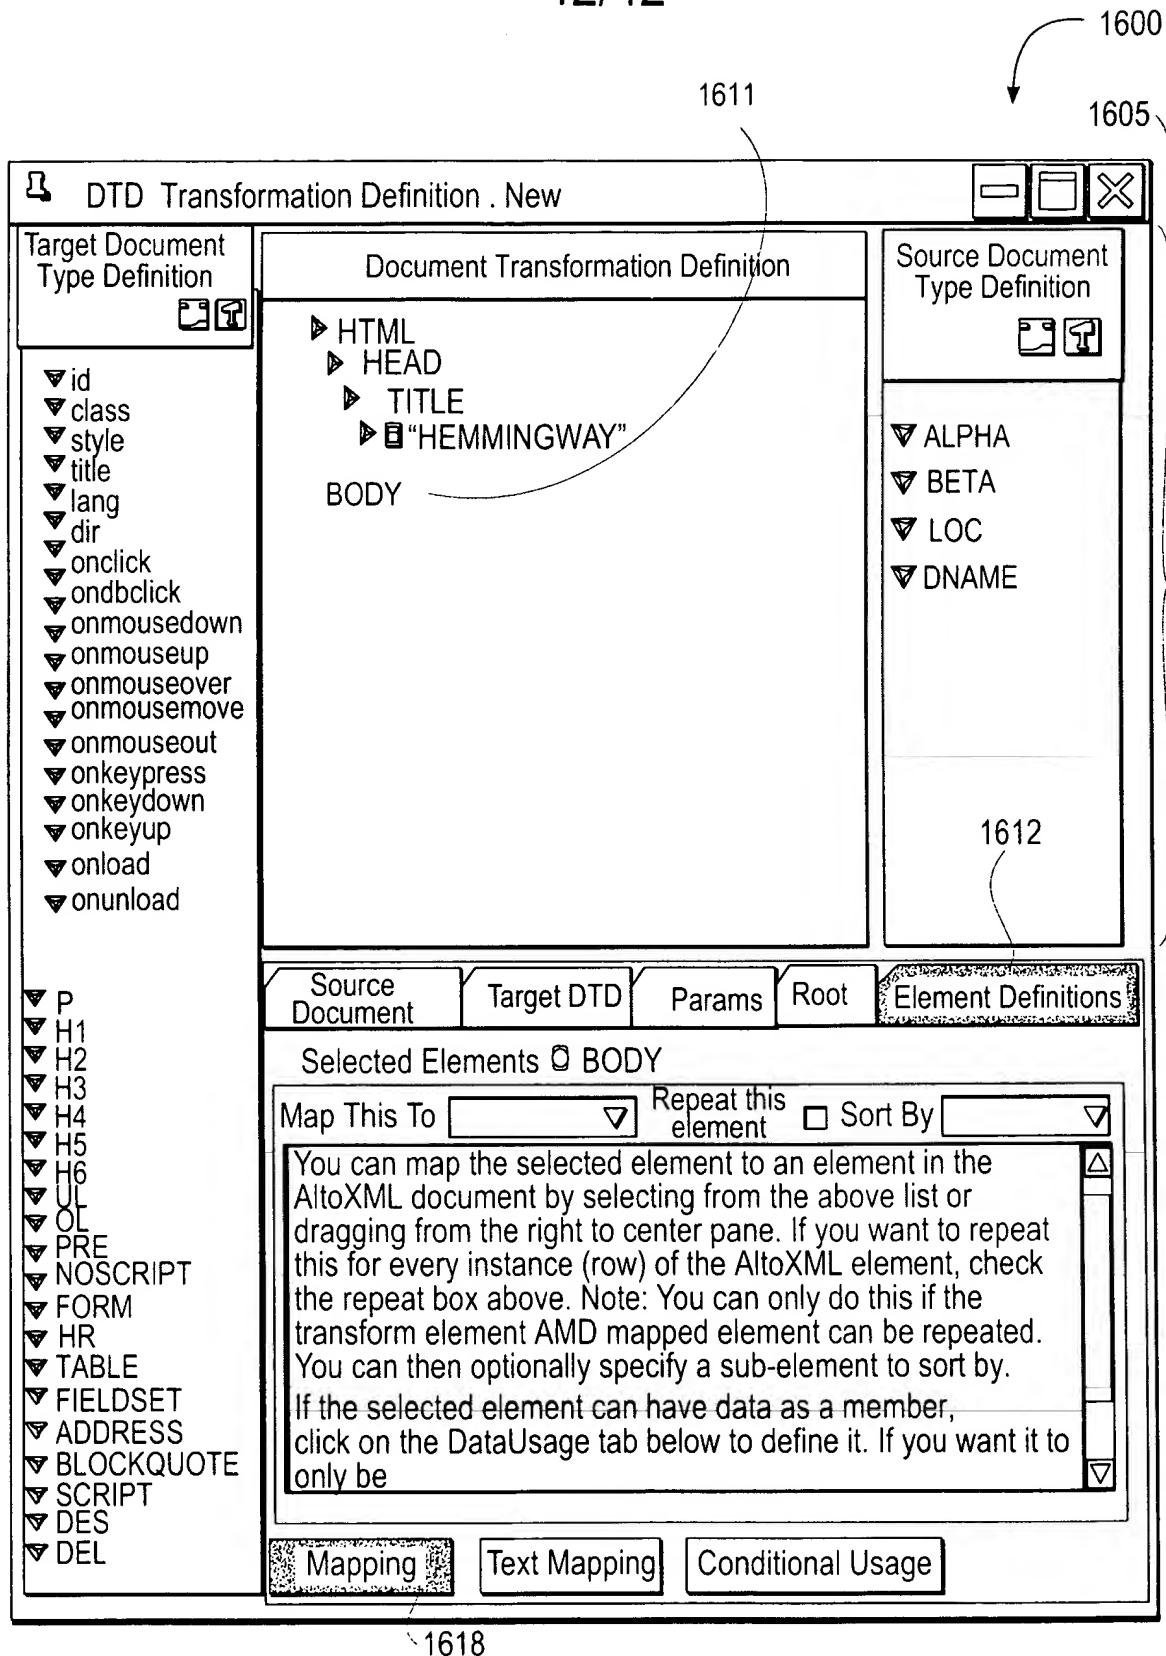 1600
1611
1605
DTD Transformation Definition . New
Target Document
Type Definition
id
class
style
title
lang
dir
onclick
ondbclick
onmousedown
onmouseup
onmouseover
onmousemove
onmouseout
onkeypress
onkeydown
onkeyup
onload
onunload
P
H1
H2
H3
H4
H5
H6
UL
OL
PRE
NOSCRIPT
FORM
HR
TABLE
FIELDSET
ADDRESS
BLOCKQUOTE
SCRIPT
DES
DEL
Document Transformation Definition
HTML
HEAD
TITLE
"HEMMINGWAY"
BODY
Source Document
Type Definition
ALPHA
BETA
LOC
DNAME
1612
Source
Document
Target DTD
Params
Root
Element Definitions
Selected Elements BODY
Map This To
Repeat this
element
Sort By
You can map the selected element to an element in the
AltoXML document by selecting from the above list or
dragging from the right to center pane. If you want to repeat
this for every instance (row) of the AltoXML element, check
the repeat box above. Note: You can only do this if the
transform element AMD mapped element can be repeated.
You can then optionally specify a sub-element to sort by.
If the selected element can have data as a member,
click on the DataUsage tab below to define it. If you want it to
only be
Mapping
Text Mapping
Conditional Usage
1618